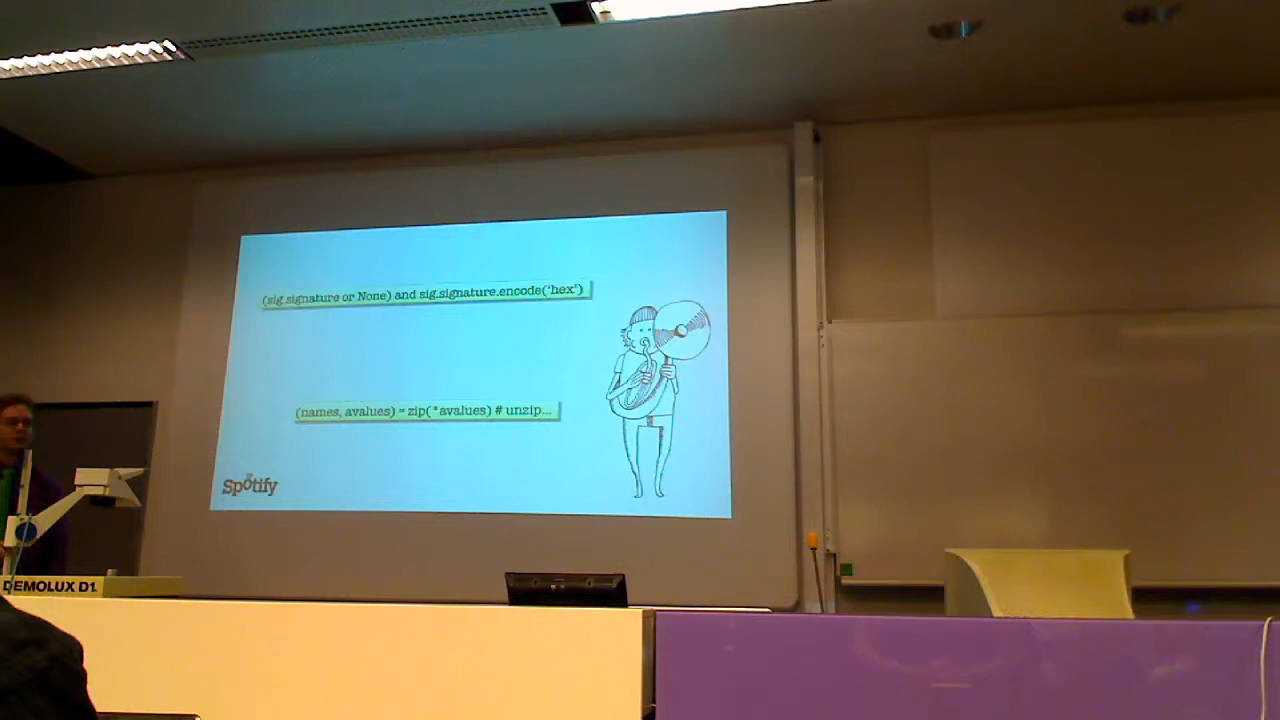 (sig.signature or None) and sig.signature.encode('hex')
(names, avalues) = zip(*avalues) # unzip...
Spotify
DEMOLUX D1